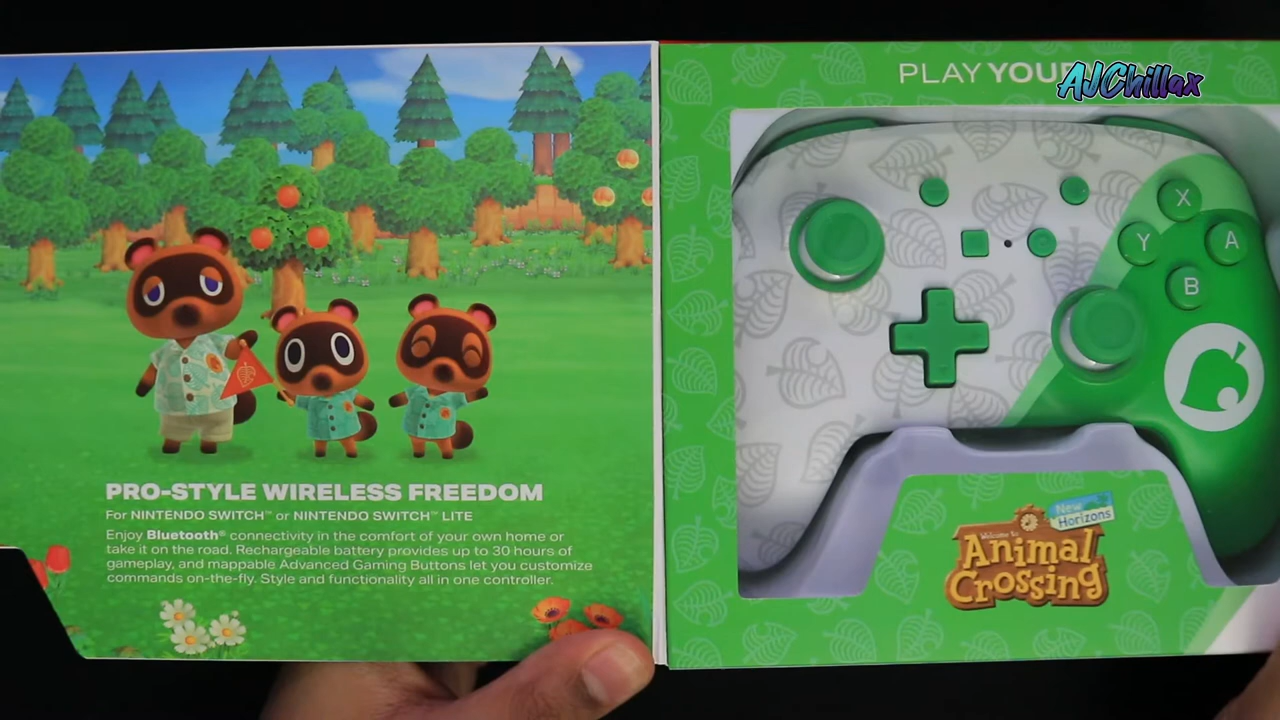 PRO-STYLE WIRELESS FREEDOM
For NINTENDO SWITCH™ or NINTENDO SWITCH™ LITE
Enjoy Bluetooth® connectivity in the comfort of your own home or
take it on the road. Rechargeable battery provides up to 30 hours of
gameplay, and mappable Advanced Gaming Buttons let you customize
commands on-the-fly. Style and functionality all in one controller.
PLAY YOUR
AJChillax
X
Y
A
B
New
Horizons
Welcome to
Animal
Crossing